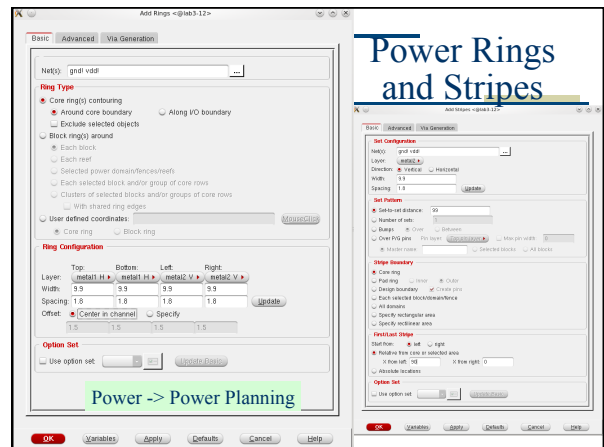 Add Rings <@lab3-12>
Basic Advanced Via Generation
Net(s): gnd! vdd! ...
Ring Type
Core ring(s) contouring
Around core boundary Along I/O boundary
Exclude selected objects
Block ring(s) around
Each block
Each reef
Selected power domain/fences/reefs
Each selected block and/or group of core rows
Clusters of selected blocks and/or groups of core rows
With shared ring edges
User defined coordinates: MouseClick
Core ring Block ring
Ring Configuration
Top: Bottom: Left: Right:
Layer: metal1 H metal1 H metal2 V metal2 V
Width: 9.9 9.9 9.9 9.9
Spacing: 1.8 1.8 1.8 1.8 Update
Offset: Center in channel Specify
1.5 1.5 1.5 1.5
Option Set
Use option set: Update Basic
Power -> Power Planning
OK Variables Apply Defaults Cancel Help
Power Rings
and Stripes
Add Stripes <@lab3-12>
Basic Advanced Via Generation
Set Configuration
Net(s): gnd! vdd! ...
Layer: metal2
Direction: Vertical Horizontal
Width: 9.9
Spacing: 1.8 Update
Set Pattern
Set-to-set distance: 99
Number of sets: 1
Bumps Over Between
Over P/G pins Pin layer: Max pin width: 0
Master name: Selected blocks All blocks
Stripe Boundary
Core ring
Pad ring Inner Outer
Design boundary Create pins
Each selected block/domain/fence
All domains
Specify rectangular area
Specify rectilinear area
First/Last Stripe
Start from: left right
Relative from core or selected area
X from left: 90 X from right: 0
Absolute locations
Option Set
Use option set: Update Basic
OK Variables Apply Defaults Cancel Help